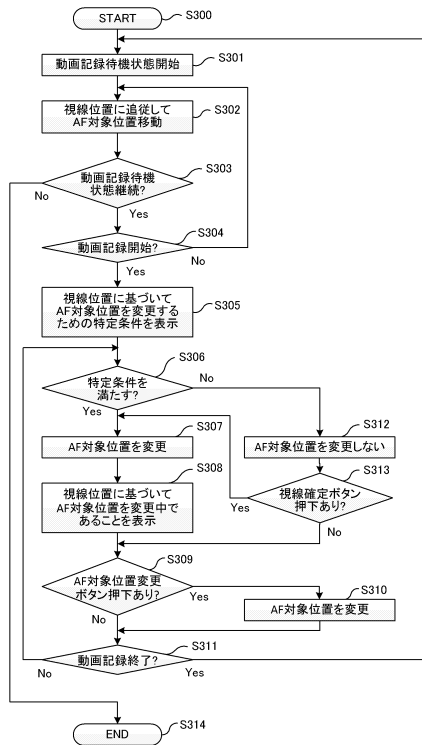 START
S300
動画記録待機状態開始
S301
視線位置に追従して
AF対象位置移動
S302
動画記録待機
状態継続?
S303
No
Yes
動画記録開始?
S304
No
Yes
視線位置に基づいて
AF対象位置を変更する
ための特定条件を表示
S305
特定条件を
満たす?
S306
No
Yes
AF対象位置を変更
S307
AF対象位置を変更しない
S312
視線位置に基づいて
AF対象位置を変更中で
あることを表示
S308
視線確定ボタン
押下あり?
S313
Yes
No
AF対象位置変更
ボタン押下あり?
S309
Yes
No
AF対象位置を変更
S310
動画記録終了?
S311
No
Yes
END
S314